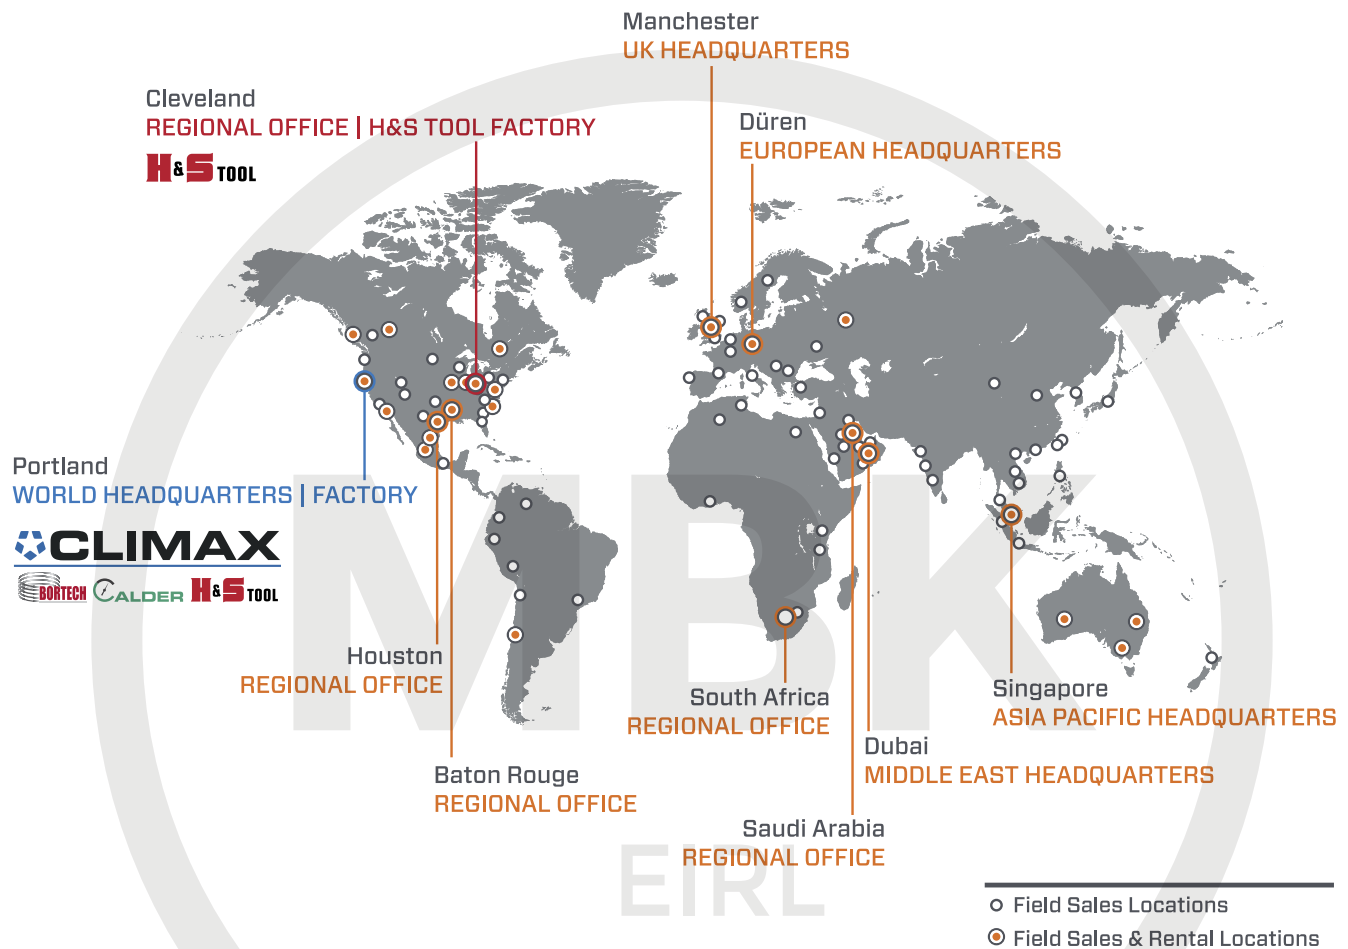 Manchester
UK HEADQUARTERS
Cleveland
REGIONAL OFFICE | H&S TOOL FACTORY
H&S TOOL
Düren
EUROPEAN HEADQUARTERS
Portland
WORLD HEADQUARTERS | FACTORY
CLIMAX
BORTECH CALDER H&S TOOL
MBK
Houston
REGIONAL OFFICE
South Africa
REGIONAL OFFICE
Singapore
ASIA PACIFIC HEADQUARTERS
Dubai
MIDDLE EAST HEADQUARTERS
Baton Rouge
REGIONAL OFFICE
Saudi Arabia
REGIONAL OFFICE
EIRL
Field Sales Locations
Field Sales & Rental Locations